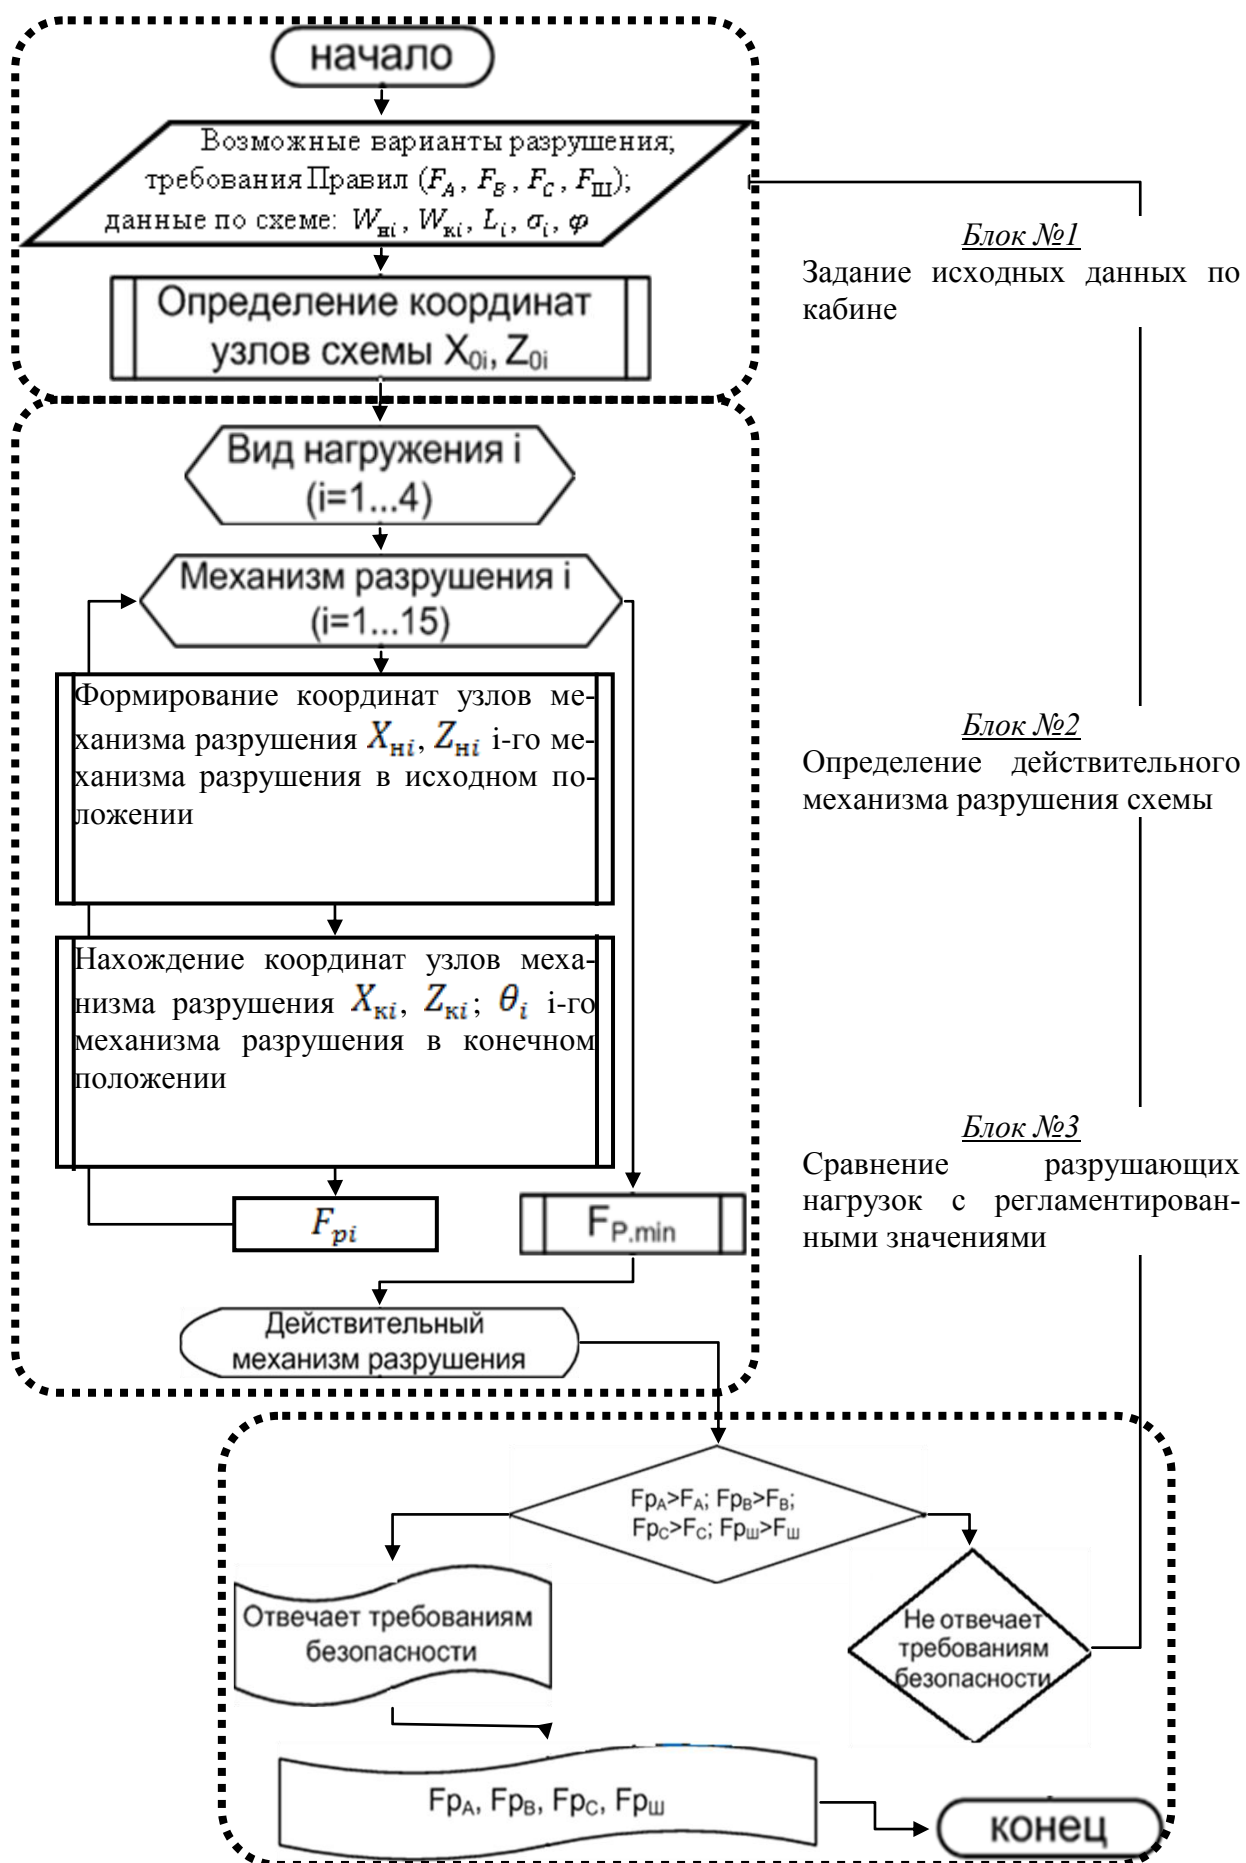 начало
Возможные варианты разрушения;
требования Правил (F_A, F_B, F_C, F_Ш);
данные по схеме: W_нi, W_кi, L_i, σ_i, φ
Определение координат
узлов схемы X_0i, Z_0i
Блок №1
Задание исходных данных по
кабине
Вид нагружения i
(i=1...4)
Механизм разрушения i
(i=1...15)
Формирование координат узлов ме-
ханизма разрушения X_нi, Z_нi i-го ме-
ханизма разрушения в исходном по-
ложении
Блок №2
Определение действительного
механизма разрушения схемы
Нахождение координат узлов меха-
низма разрушения X_кi, Z_кi; θ_i i-го
механизма разрушения в конечном
положении
Блок №3
Сравнение разрушающих
нагрузок с регламентирован-
ными значениями
F_pi
F_P.min
Действительный
механизм разрушения
Fp_A>F_A; Fp_B>F_B;
Fp_C>F_C; Fp_Ш>F_Ш
Отвечает требованиям
безопасности
Не отвечает
требованиям
безопасности
Fp_A, Fp_B, Fp_C, Fp_Ш
конец